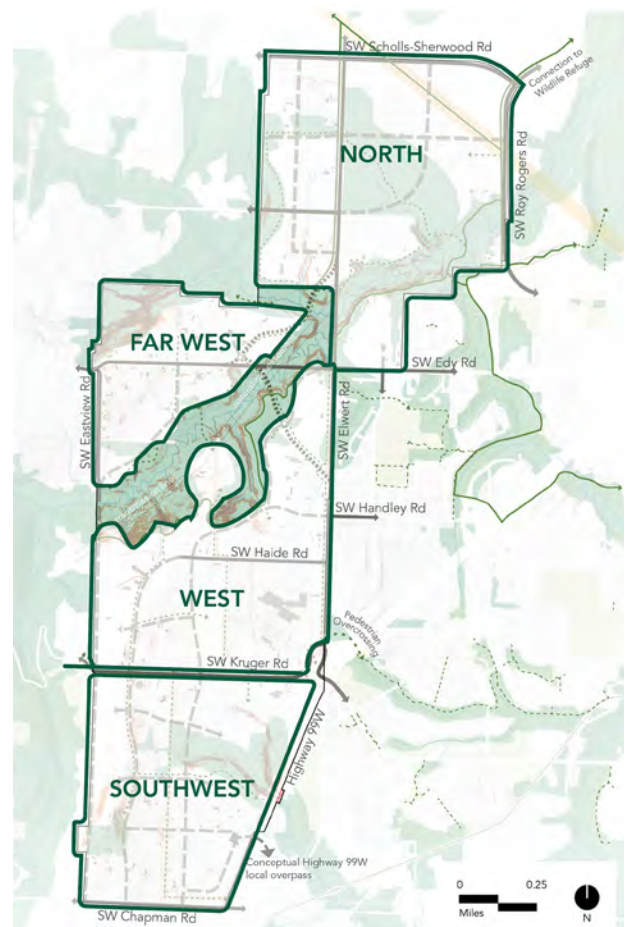 SW Scholls-Sherwood Rd
Connection to
Wildlife Refuge
NORTH
SW Roy Rogers Rd
FAR WEST
SW Edy Rd
SW Eastview Rd
SW Elwert Rd
SW Handley Rd
SW Haide Rd
WEST
Pedestrian
Overcrossing
SW Kruger Rd
Highway 99W
SOUTHWEST
Conceptual Highway 99W
local overpass
SW Chapman Rd
0 0.25
Miles
N